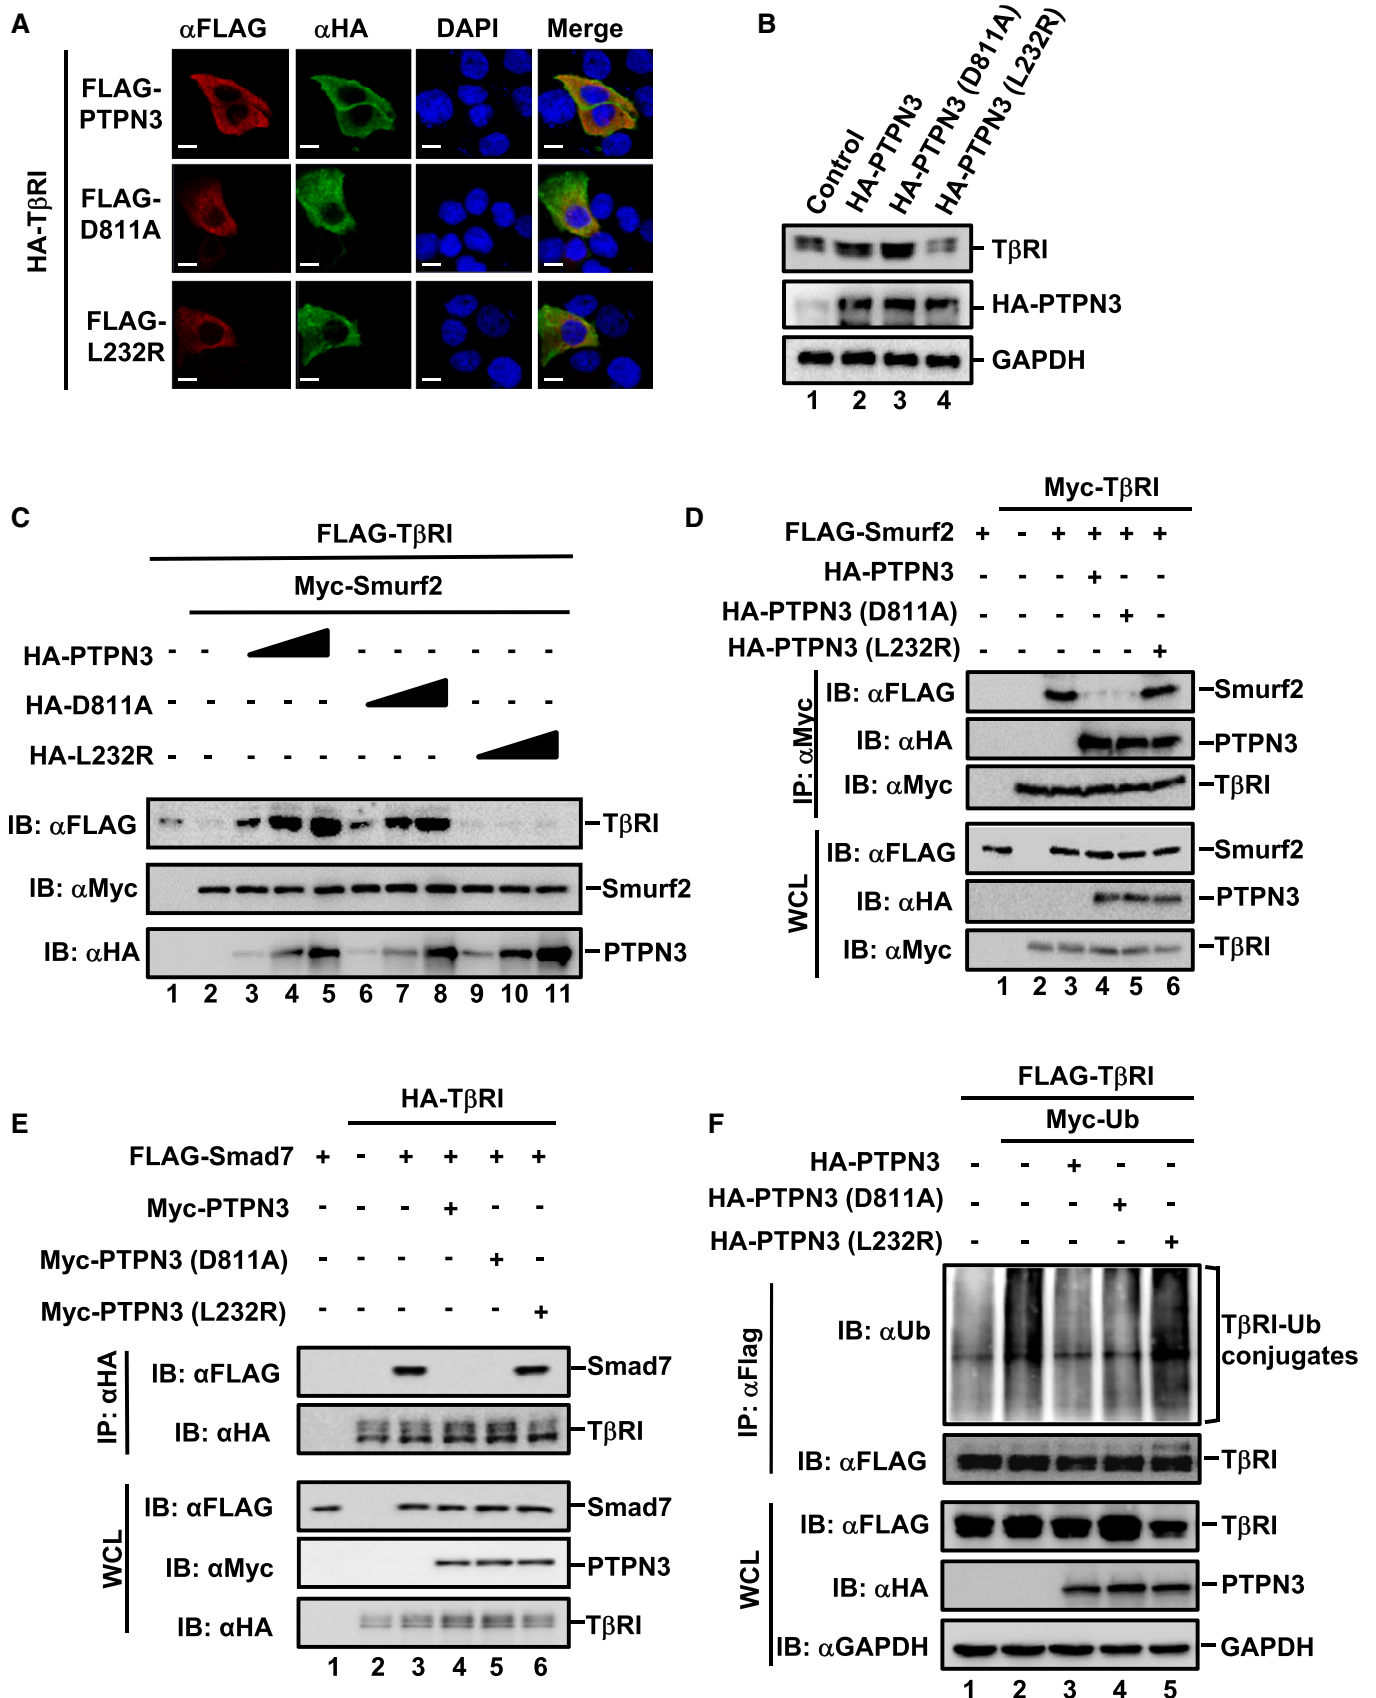 A
αFLAG αHA DAPI Merge
HA-TβRI
FLAG-
PTPN3
FLAG-
D811A
FLAG-
L232R
B
Control
HA-PTPN3
HA-PTPN3 (D811A)
HA-PTPN3 (L232R)
TβRI
HA-PTPN3
GAPDH
1 2 3 4
C
FLAG-TβRI
Myc-Smurf2
HA-PTPN3 - - - - - - - -
HA-D811A - - - - - - - -
HA-L232R - - - - - - - -
IB: αFLAG TβRI
IB: αMyc Smurf2
IB: αHA PTPN3
1 2 3 4 5 6 7 8 9 10 11
D
Myc-TβRI
FLAG-Smurf2 + - + + + +
HA-PTPN3 - - - + - -
HA-PTPN3 (D811A) - - - - + -
HA-PTPN3 (L232R) - - - - - +
IP: αMyc
IB: αFLAG Smurf2
IB: αHA PTPN3
IB: αMyc TβRI
WCL
IB: αFLAG Smurf2
IB: αHA PTPN3
IB: αMyc TβRI
1 2 3 4 5 6
E
HA-TβRI
FLAG-Smad7 + - + + + +
Myc-PTPN3 - - - + - -
Myc-PTPN3 (D811A) - - - - + -
Myc-PTPN3 (L232R) - - - - - +
IP: αHA
IB: αFLAG Smad7
IB: αHA TβRI
WCL
IB: αFLAG Smad7
IB: αMyc PTPN3
IB: αHA TβRI
1 2 3 4 5 6
F
FLAG-TβRI
Myc-Ub
HA-PTPN3 - - + - -
HA-PTPN3 (D811A) - - - + -
HA-PTPN3 (L232R) - - - - +
IP: αFlag
IB: αUb TβRI-Ub
conjugates
IB: αFLAG TβRI
WCL
IB: αFLAG TβRI
IB: αHA PTPN3
IB: αGAPDH GAPDH
1 2 3 4 5